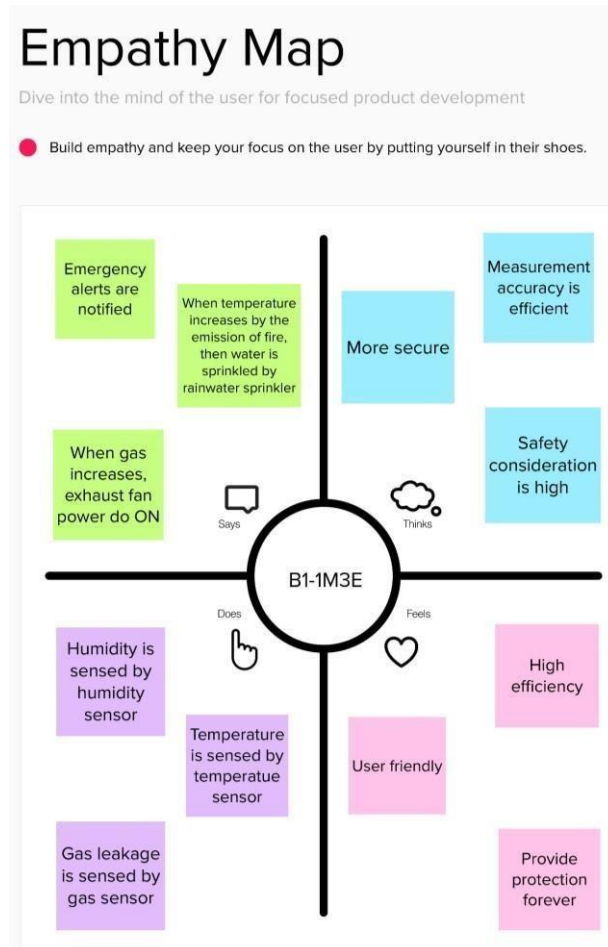 Empathy Map
Dive into the mind of the user for focused product development
Build empathy and keep your focus on the user by putting yourself in their shoes.
Emergency
alerts are
notified
When temperature
increases by the
emission of fire,
then water is
sprinkled by
rainwater sprinkler
When gas
increases,
exhaust fan
power do ON
Says
More secure
Measurement
accuracy is
efficient
Safety
consideration
is high
Thinks
B1-1M3E
Does
Humidity is
sensed by
humidity
sensor
Temperature
is sensed by
temperatue
sensor
Gas leakage
is sensed by
gas sensor
Feels
High
efficiency
User friendly
Provide
protection
forever